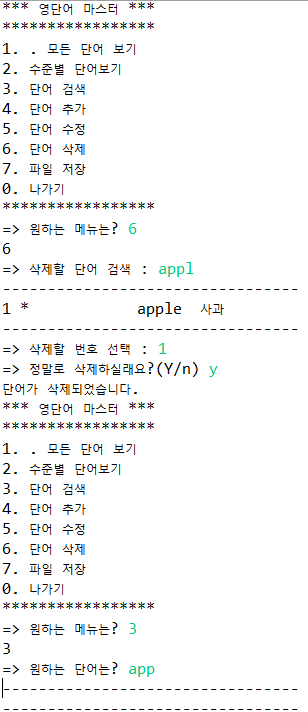 *** 영단어 마스터 ***
*****************
1. . 모든 단어 보기
2. 수준별 단어보기
3. 단어 검색
4. 단어 추가
5. 단어 수정
6. 단어 삭제
7. 파일 저장
0. 나가기
*****************
=> 원하는 메뉴는? 6
6
=> 삭제할 단어 검색 : appl
---------------------------------
1 *            apple  사과
---------------------------------
=> 삭제할 번호 선택 : 1
=> 정말로 삭제하실래요?(Y/n) y
단어가 삭제되었습니다.
*** 영단어 마스터 ***
*****************
1. . 모든 단어 보기
2. 수준별 단어보기
3. 단어 검색
4. 단어 추가
5. 단어 수정
6. 단어 삭제
7. 파일 저장
0. 나가기
*****************
=> 원하는 메뉴는? 3
3
=> 원하는 단어는? app
---------------------------------
---------------------------------